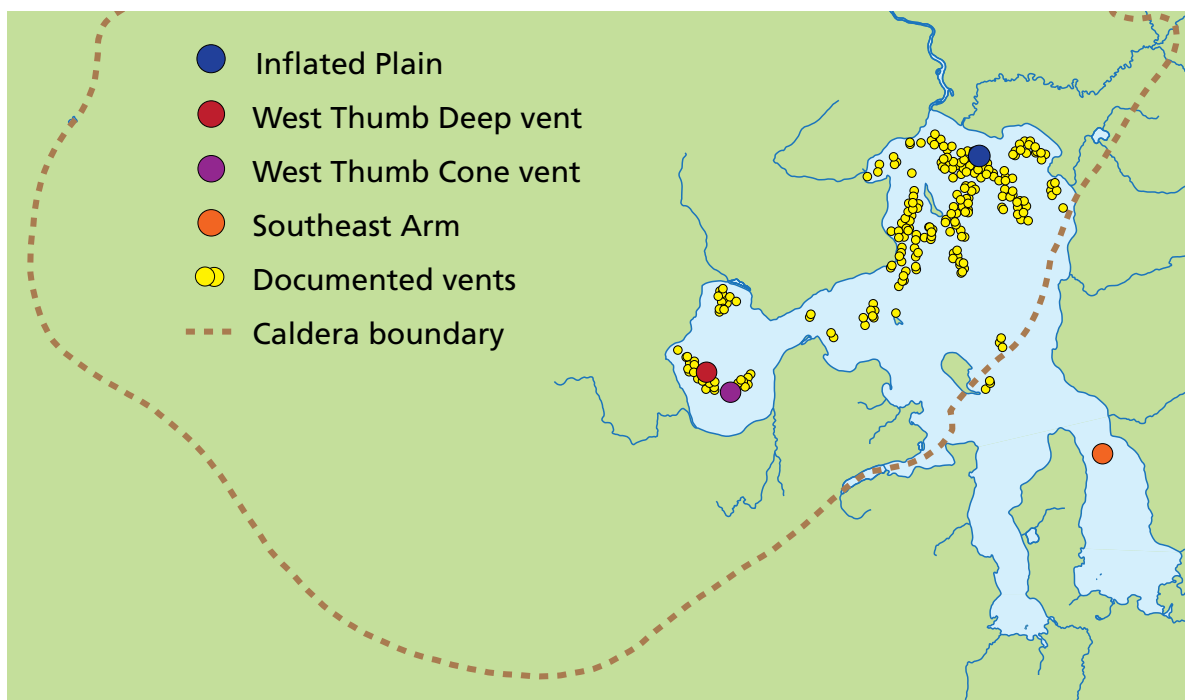 Inflated Plain
West Thumb Deep vent
West Thumb Cone vent
Southeast Arm
Documented vents
Caldera boundary